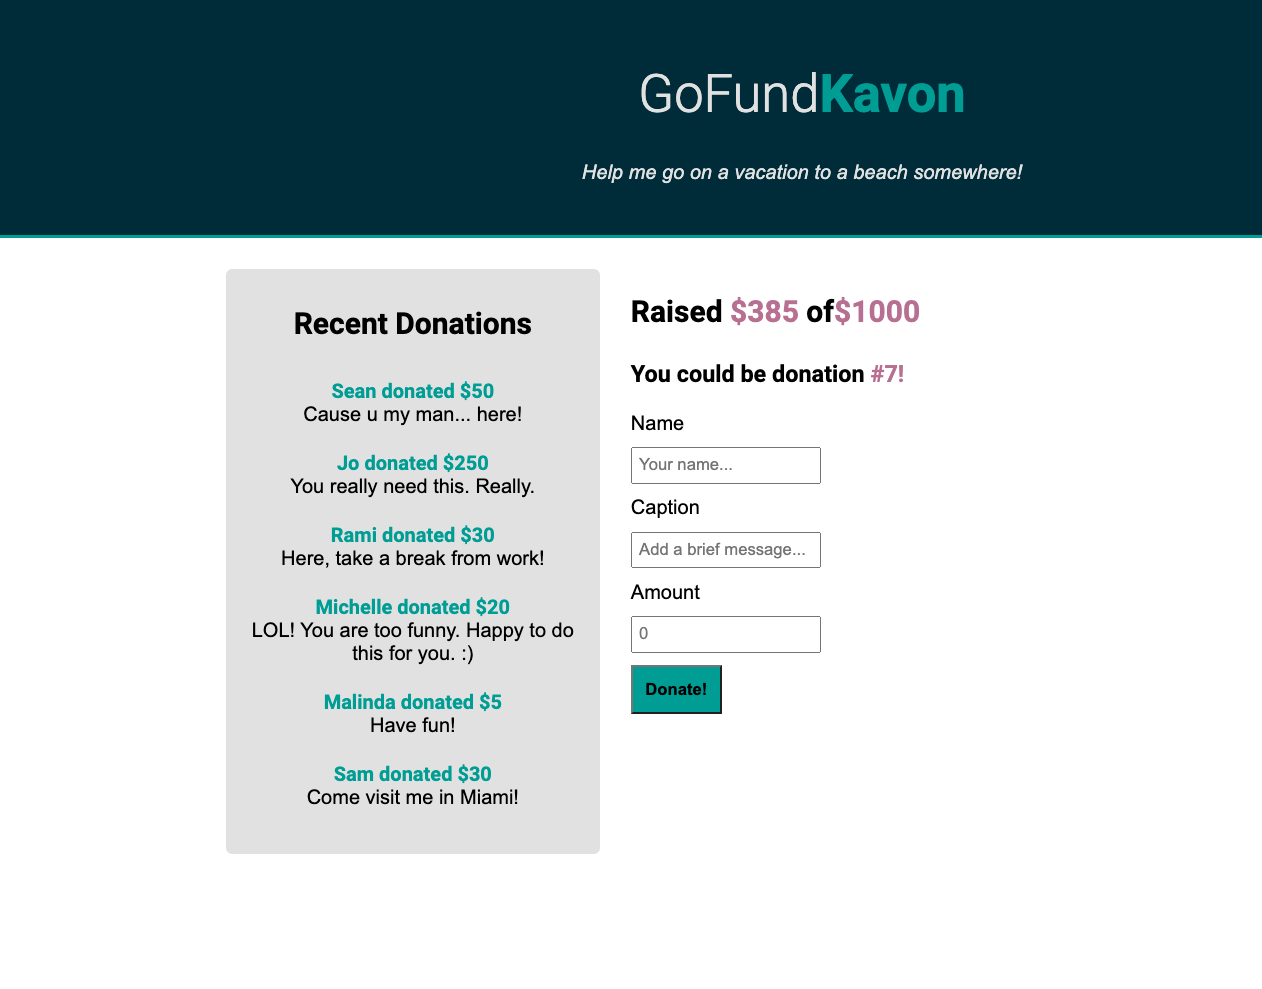 GoFundKavon
Help me go on a vacation to a beach somewhere!
Recent Donations
Sean donated $50
Cause u my man... here!
Jo donated $250
You really need this. Really.
Rami donated $30
Here, take a break from work!
Michelle donated $20
LOL! You are too funny. Happy to do
this for you. :)
Malinda donated $5
Have fun!
Sam donated $30
Come visit me in Miami!
Raised $385 of$1000
You could be donation #7!
Name
Your name...
Caption
Add a brief message...
Amount
0
Donate!